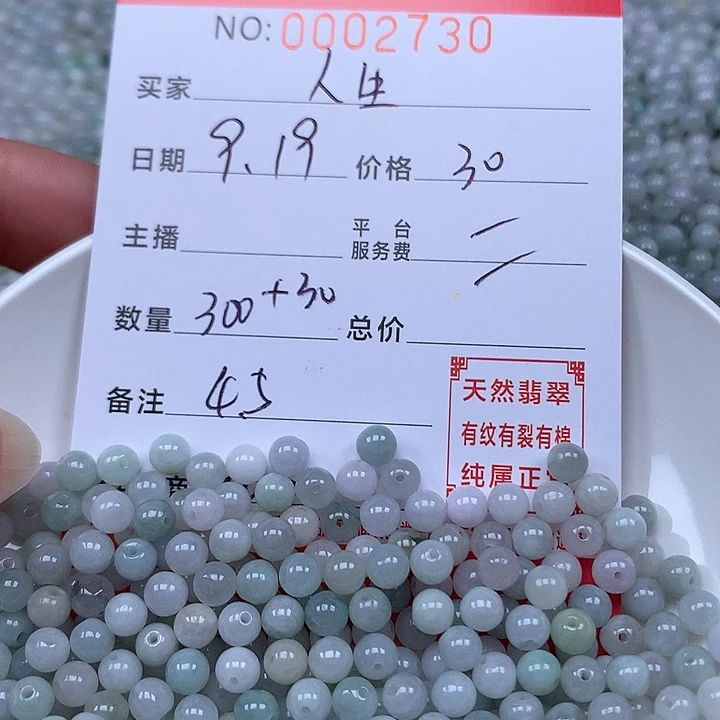 NO: 0002730
买家 人生
日期 9.19 价格 30
主播 平台服务费
数量 300+30 总价
备注 4.5
天然翡翠
有纹有裂有棉
纯属正